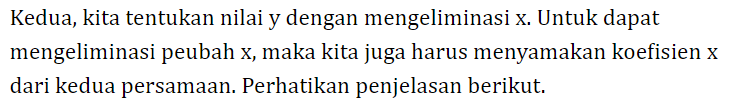 Kedua, kita tentukan nilai y dengan mengeliminasi x. Untuk dapat
mengeliminasi peubah x, maka kita juga harus menyamakan koefisien x
dari kedua persamaan. Perhatikan penjelasan berikut.